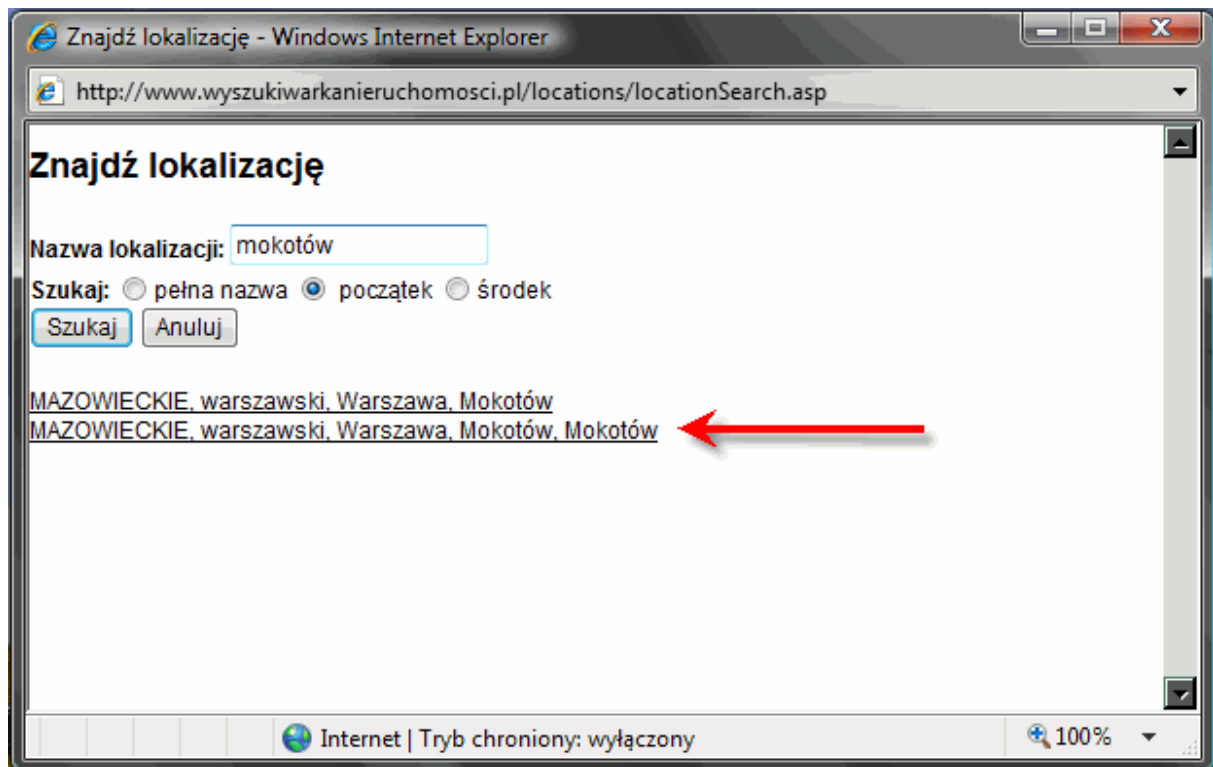 Znajdź lokalizację - Windows Internet Explorer
http://www.wyszukiwarkanieruchomosci.pl/locations/locationSearch.asp
Znajdź lokalizację
Nazwa lokalizacji: mokotów
Szukaj: pełna nazwa początek środek
Szukaj Anuluj
MAZOWIECKIE, warszawski, Warszawa, Mokotów
MAZOWIECKIE, warszawski, Warszawa, Mokotów, Mokotów
Internet | Tryb chroniony: wyłączony 100%